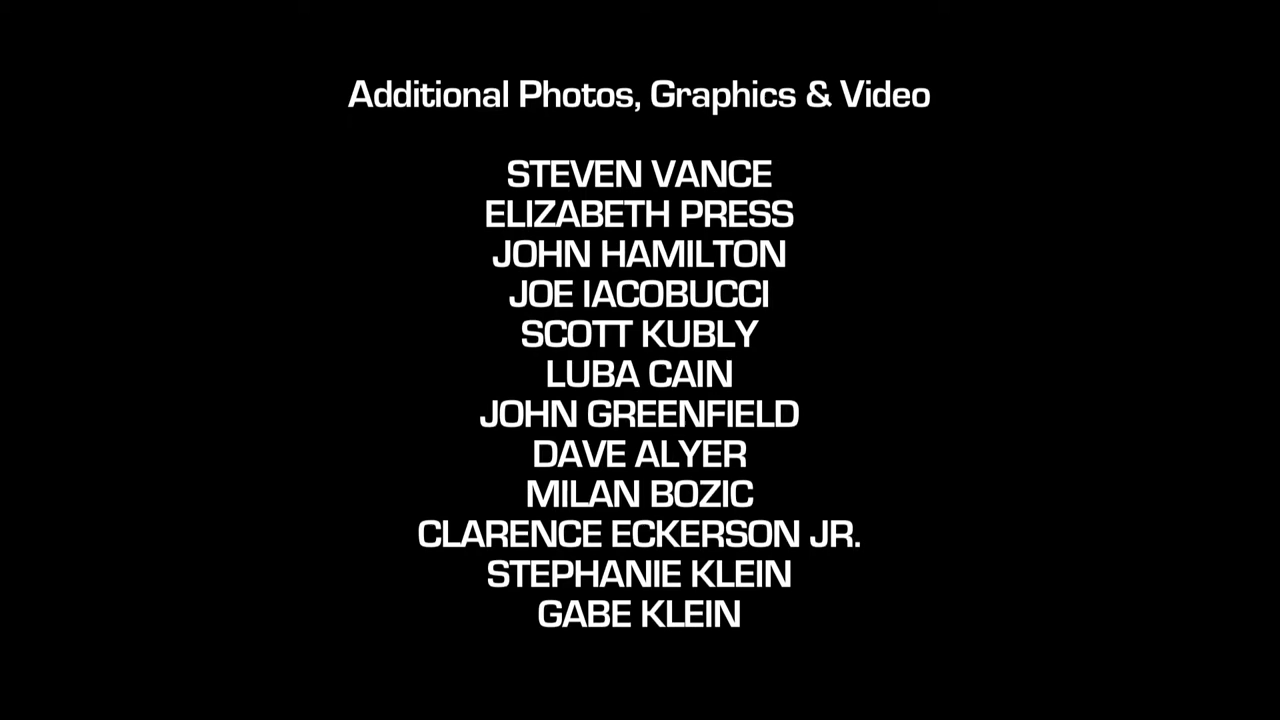 Additional Photos, Graphics & Video
STEVEN VANCE
ELIZABETH PRESS
JOHN HAMILTON
JOE IACOBUCCI
SCOTT KUBLY
LUBA CAIN
JOHN GREENFIELD
DAVE ALYER
MILAN BOZIC
CLARENCE ECKERSON JR.
STEPHANIE KLEIN
GABE KLEIN